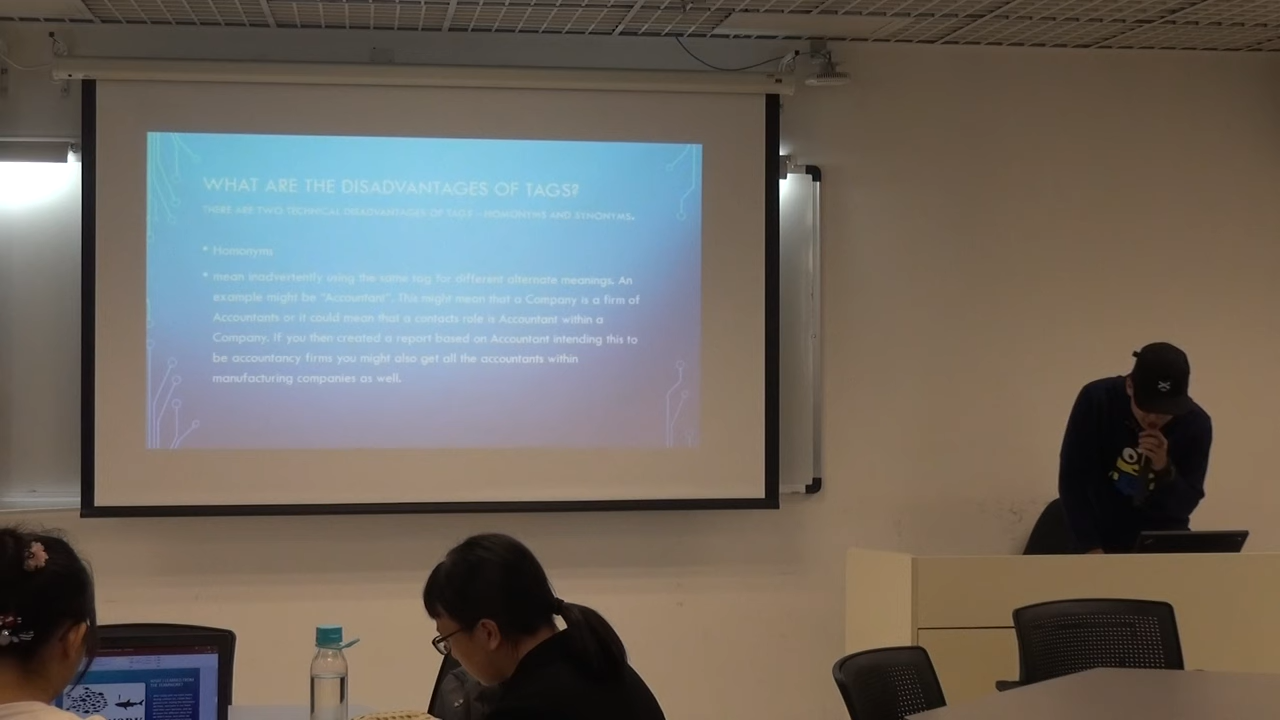 WHAT ARE THE DISADVANTAGES OF TAGS?
THERE ARE TWO TECHNICAL DISADVANTAGES OF TAGS – HOMONYMS AND SYNONYMS.
• Homonyms
• mean inadvertently using the same tag for different alternate meanings. An
example might be "Accountant". This might mean that a Company is a firm of
Accountants or it could mean that a contacts role is Accountant within a
Company. If you then created a report based on Accountant intending this to
be accountancy firms you might also get all the accountants within
manufacturing companies as well.